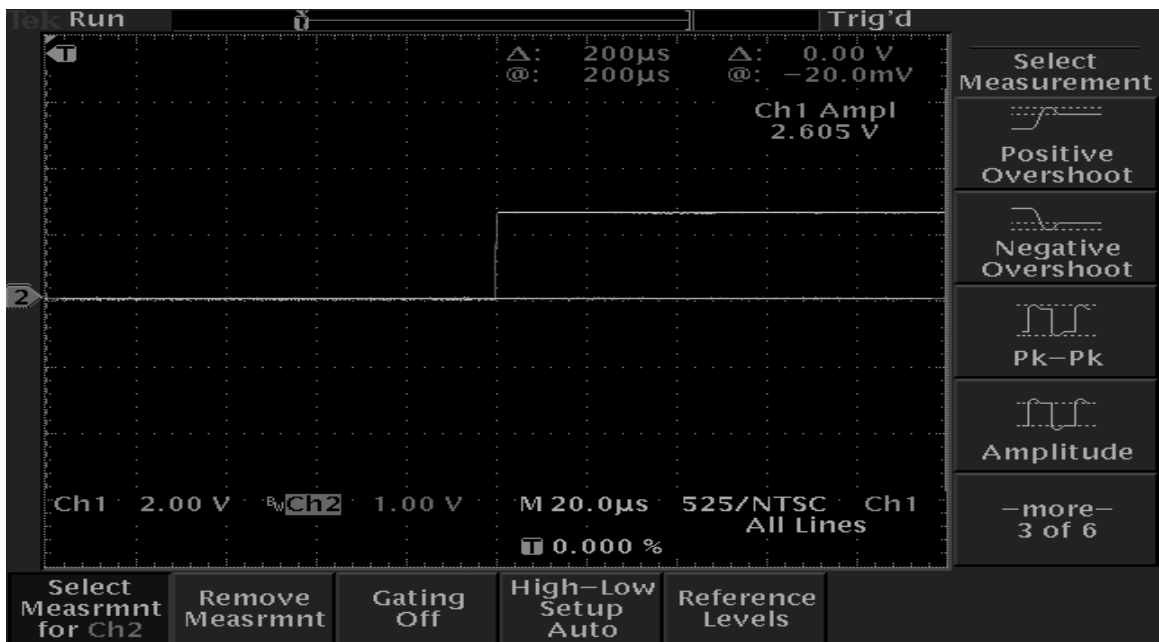 Tek Run Trig'd
T
Δ: 200µs Δ: 0.00 V
@: 200µs @: −20.0mV
Ch1 Ampl
2.605 V
2
Ch1 2.00 V BW Ch2 1.00 V M 20.0µs 525/NTSC Ch1
All Lines
T 0.000 %
Select
Measurement
Positive
Overshoot
Negative
Overshoot
Pk−Pk
Amplitude
−more−
3 of 6
Select
Measrmnt
for Ch2
Remove
Measrmnt
Gating
Off
High−Low
Setup
Auto
Reference
Levels